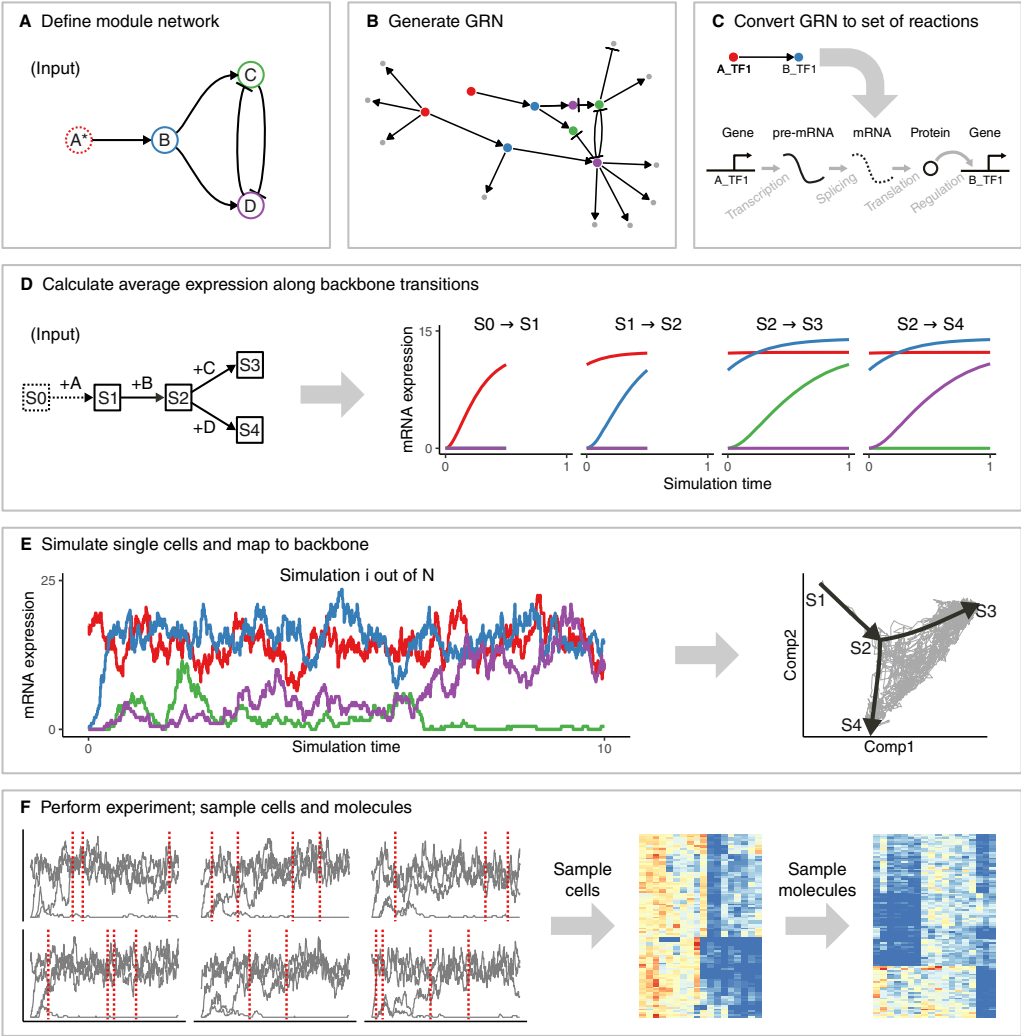 A Define module network
(Input)
A*
B
C
D
B Generate GRN
C Convert GRN to set of reactions
A_TF1
B_TF1
Gene pre-mRNA mRNA Protein Gene
A_TF1
B_TF1
Transcription
Splicing
Translation
Regulation
D Calculate average expression along backbone transitions
(Input)
S0
+A
S1
+B
S2
+C
S3
+D
S4
S0 → S1
S1 → S2
S2 → S3
S2 → S4
15
mRNA expression
0
0 1 0 1 0 1 0 1
Simulation time
E Simulate single cells and map to backbone
Simulation i out of N
25
mRNA expression
0
0
Simulation time
10
S1
S2
S3
S4
Comp2
Comp1
F Perform experiment; sample cells and molecules
Sample
cells
Sample
molecules